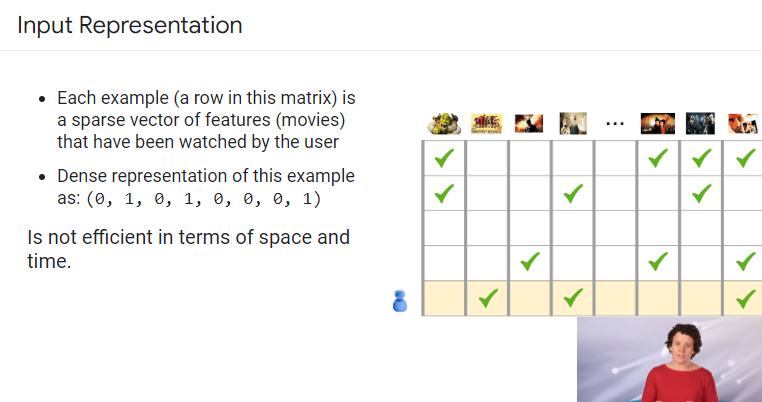 Input Representation
• Each example (a row in this matrix) is
a sparse vector of features (movies)
that have been watched by the user
• Dense representation of this example
as: (0, 1, 0, 1, 0, 0, 0, 1)
Is not efficient in terms of space and
time.
...